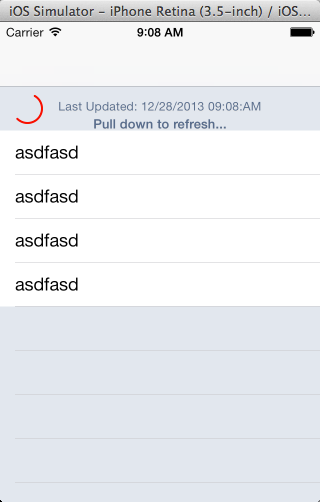 iOS Simulator – iPhone Retina (3.5-inch) / iOS...
Carrier 9:08 AM
Last Updated: 12/28/2013 09:08:AM
Pull down to refresh...
asdfasd
asdfasd
asdfasd
asdfasd